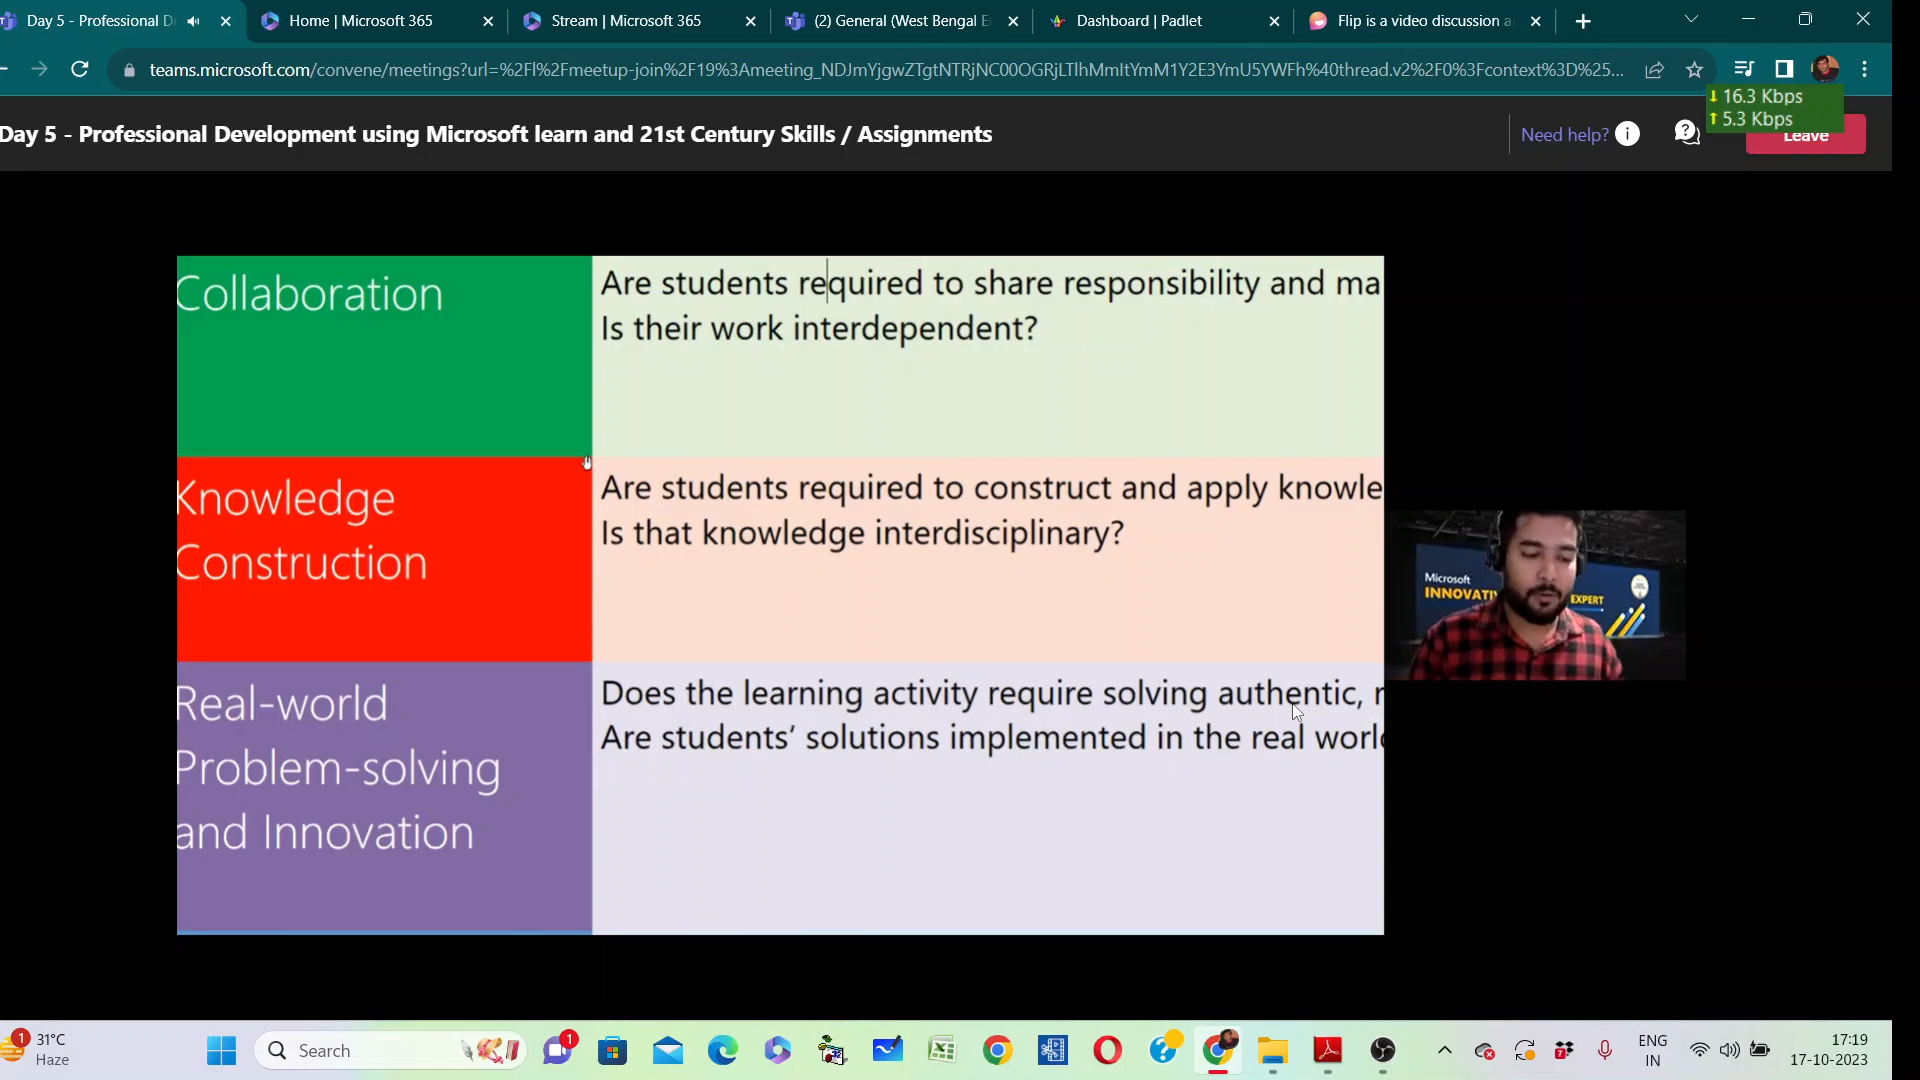 Day 5 - Professional D
Home | Microsoft 365
Stream | Microsoft 365
(2) General (West Bengal E
Dashboard | Padlet
Flip is a video discussion a
teams.microsoft.com/convene/meetings?url=%2Fl%2Fmeetup-join%2F19%3Ameeting_NDJmYjgwZTgtNTRjNC00OGRjLTlhMmItYmM1Y2E3YmU5YWFh%40thread.v2%2F0%3Fcontext%3D%25...
16.3 Kbps
5.3 Kbps
Day 5 - Professional Development using Microsoft learn and 21st Century Skills / Assignments
Need help?
Leave
Collaboration
Are students required to share responsibility and ma
Is their work interdependent?
Knowledge
Construction
Are students required to construct and apply knowle
Is that knowledge interdisciplinary?
Real-world
Problem-solving
and Innovation
Does the learning activity require solving authentic, r
Are students' solutions implemented in the real world
Microsoft
INNOVATI EXPERT
1
31°C
Haze
Search
1
7
ENG
IN
17:19
17-10-2023